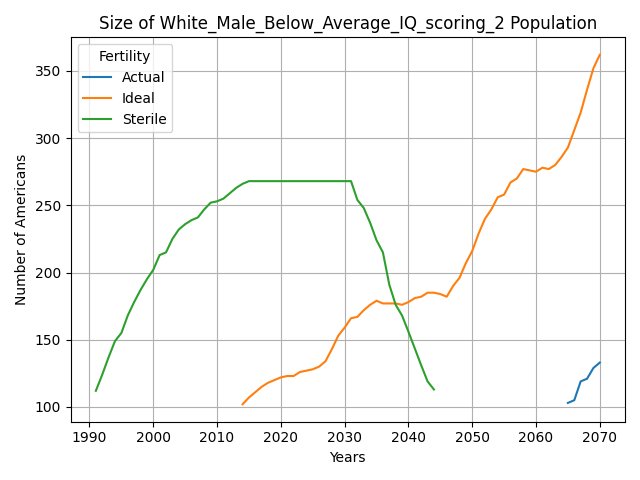 Size of White_Male_Below_Average_IQ_scoring_2 Population
Fertility
Actual
Ideal
Sterile
Number of Americans
350
300
250
200
150
100
1990 2000 2010 2020 2030 2040 2050 2060 2070
Years